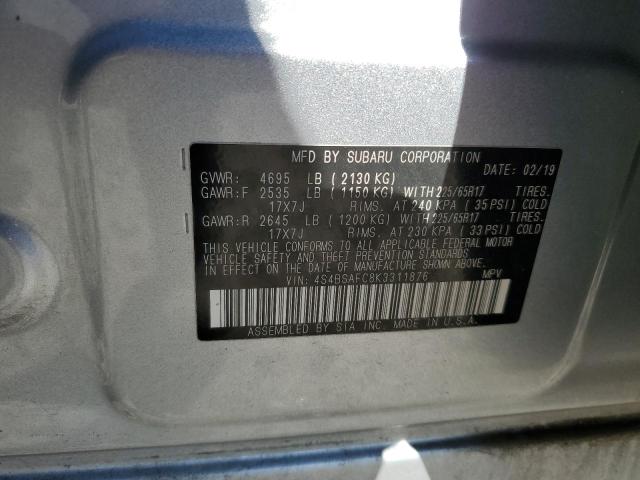 MFD BY SUBARU CORPORATION
GVWR: 4695 LB (2130 KG) DATE: 02/19
GAWR:F 2535 LB (1150 KG) WITH 225/65R17 TIRES.
17X7J RIMS. AT 240 KPA (35 PSI) COLD
GAWR:R 2645 LB (1200 KG) WITH 225/65R17 TIRES.
17X7J RIMS. AT 230 KPA (33 PSI) COLD
THIS VEHICLE CONFORMS TO ALL APPLICABLE FEDERAL MOTOR
VEHICLE SAFETY AND THEFT PREVENTION STANDARDS IN
EFFECT ON THE DATE OF MANUFACTURE SHOWN ABOVE.
VIN: 4S4BSAFC8K3311876 MPV
ASSEMBLED BY SIA INC. MADE IN U.S.A.